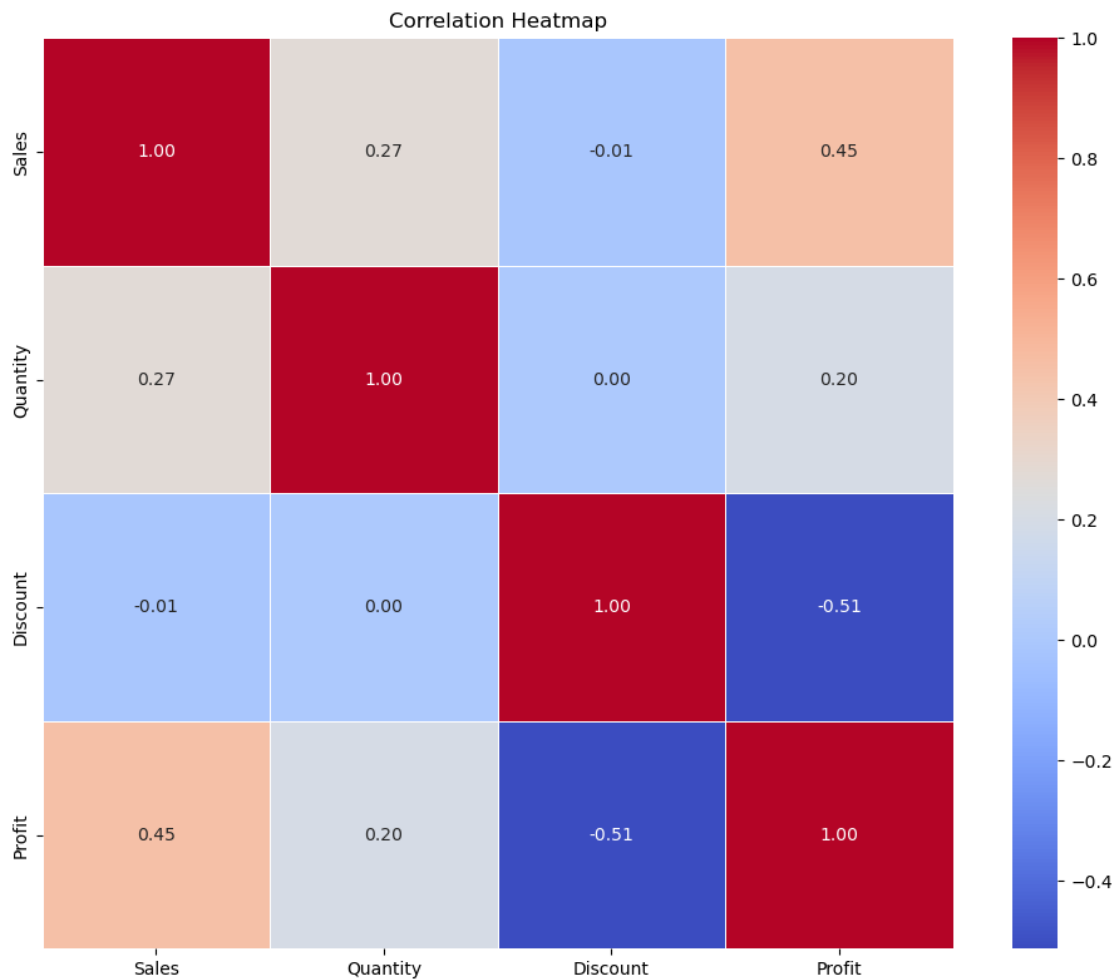 Correlation Heatmap
Sales
1.00 0.27 -0.01 0.45
Quantity
0.27 1.00 0.00 0.20
Discount
-0.01 0.00 1.00 -0.51
Profit
0.45 0.20 -0.51 1.00
Sales Quantity Discount Profit
1.0
0.8
0.6
0.4
0.2
0.0
−0.2
−0.4